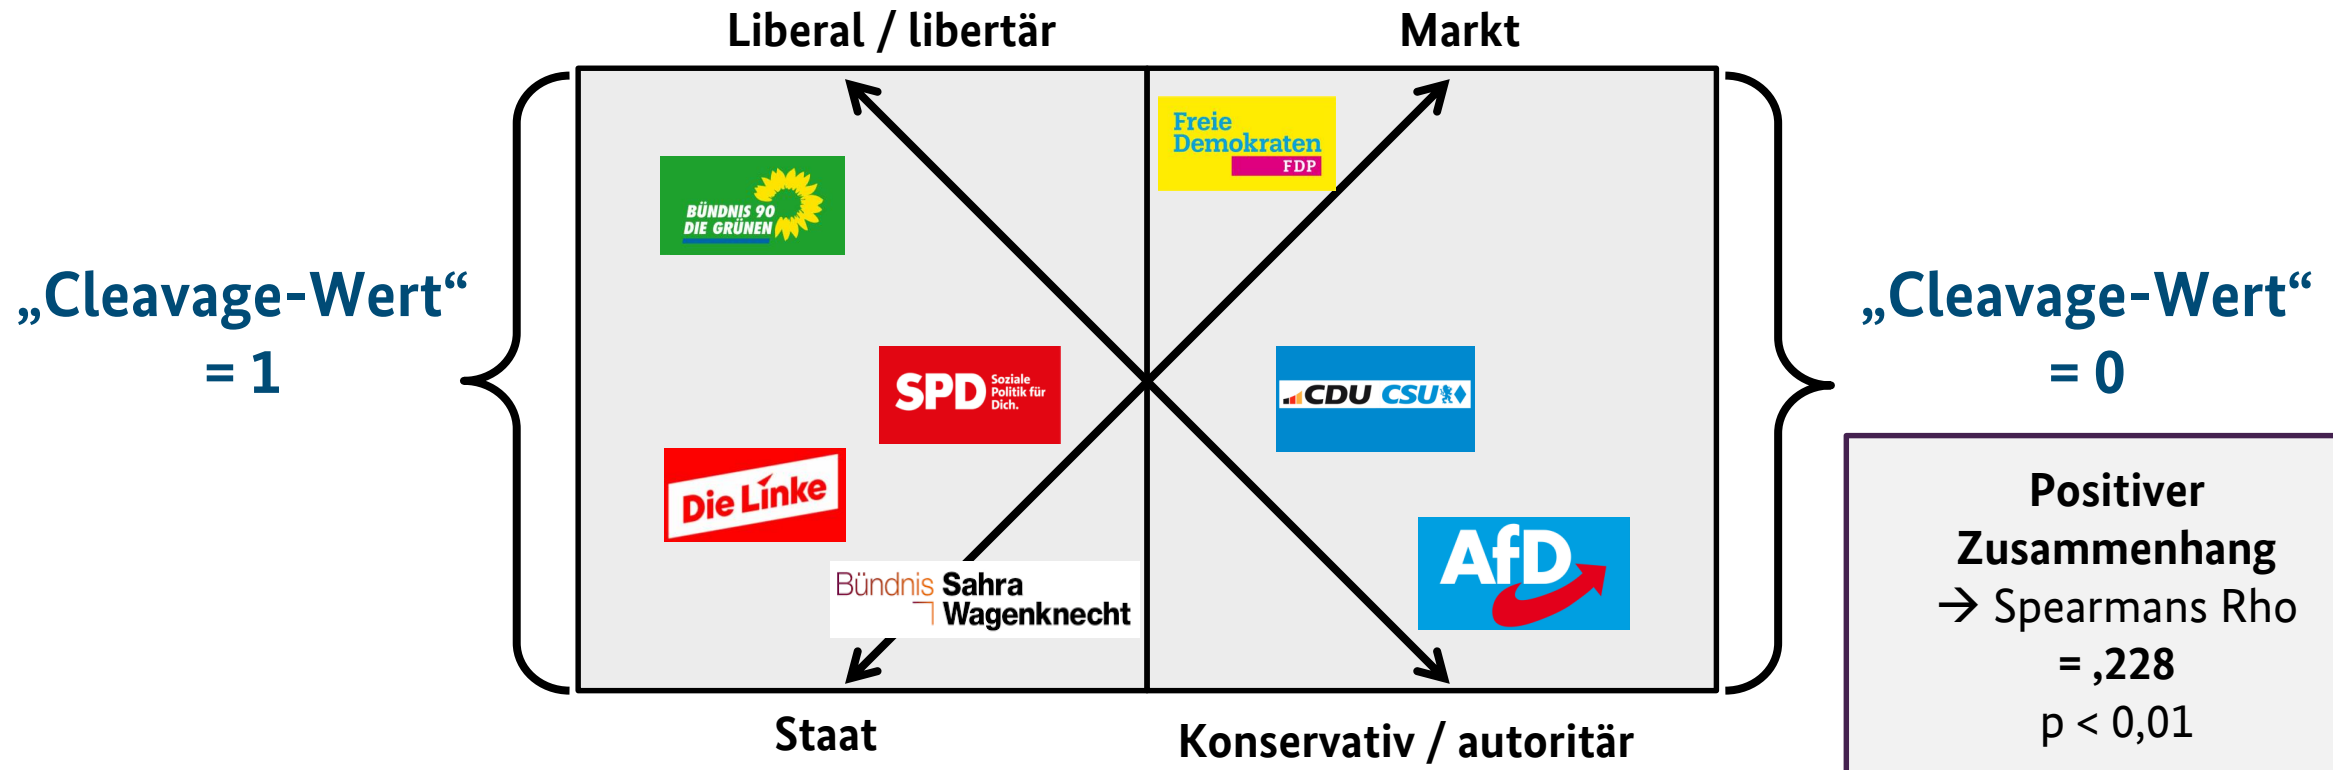 Liberal / libertär
Markt
Freie
Demokraten
FDP
BÜNDNIS 90
DIE GRÜNEN
„Cleavage-Wert“
= 1
„Cleavage-Wert“
= 0
SPD Soziale
Politik für
Dich.
CDU CSU
Die Linke
Positiver
Zusammenhang
→ Spearmans Rho
= ,228
p < 0,01
AfD
Bündnis Sahra
Wagenknecht
Staat
Konservativ / autoritär